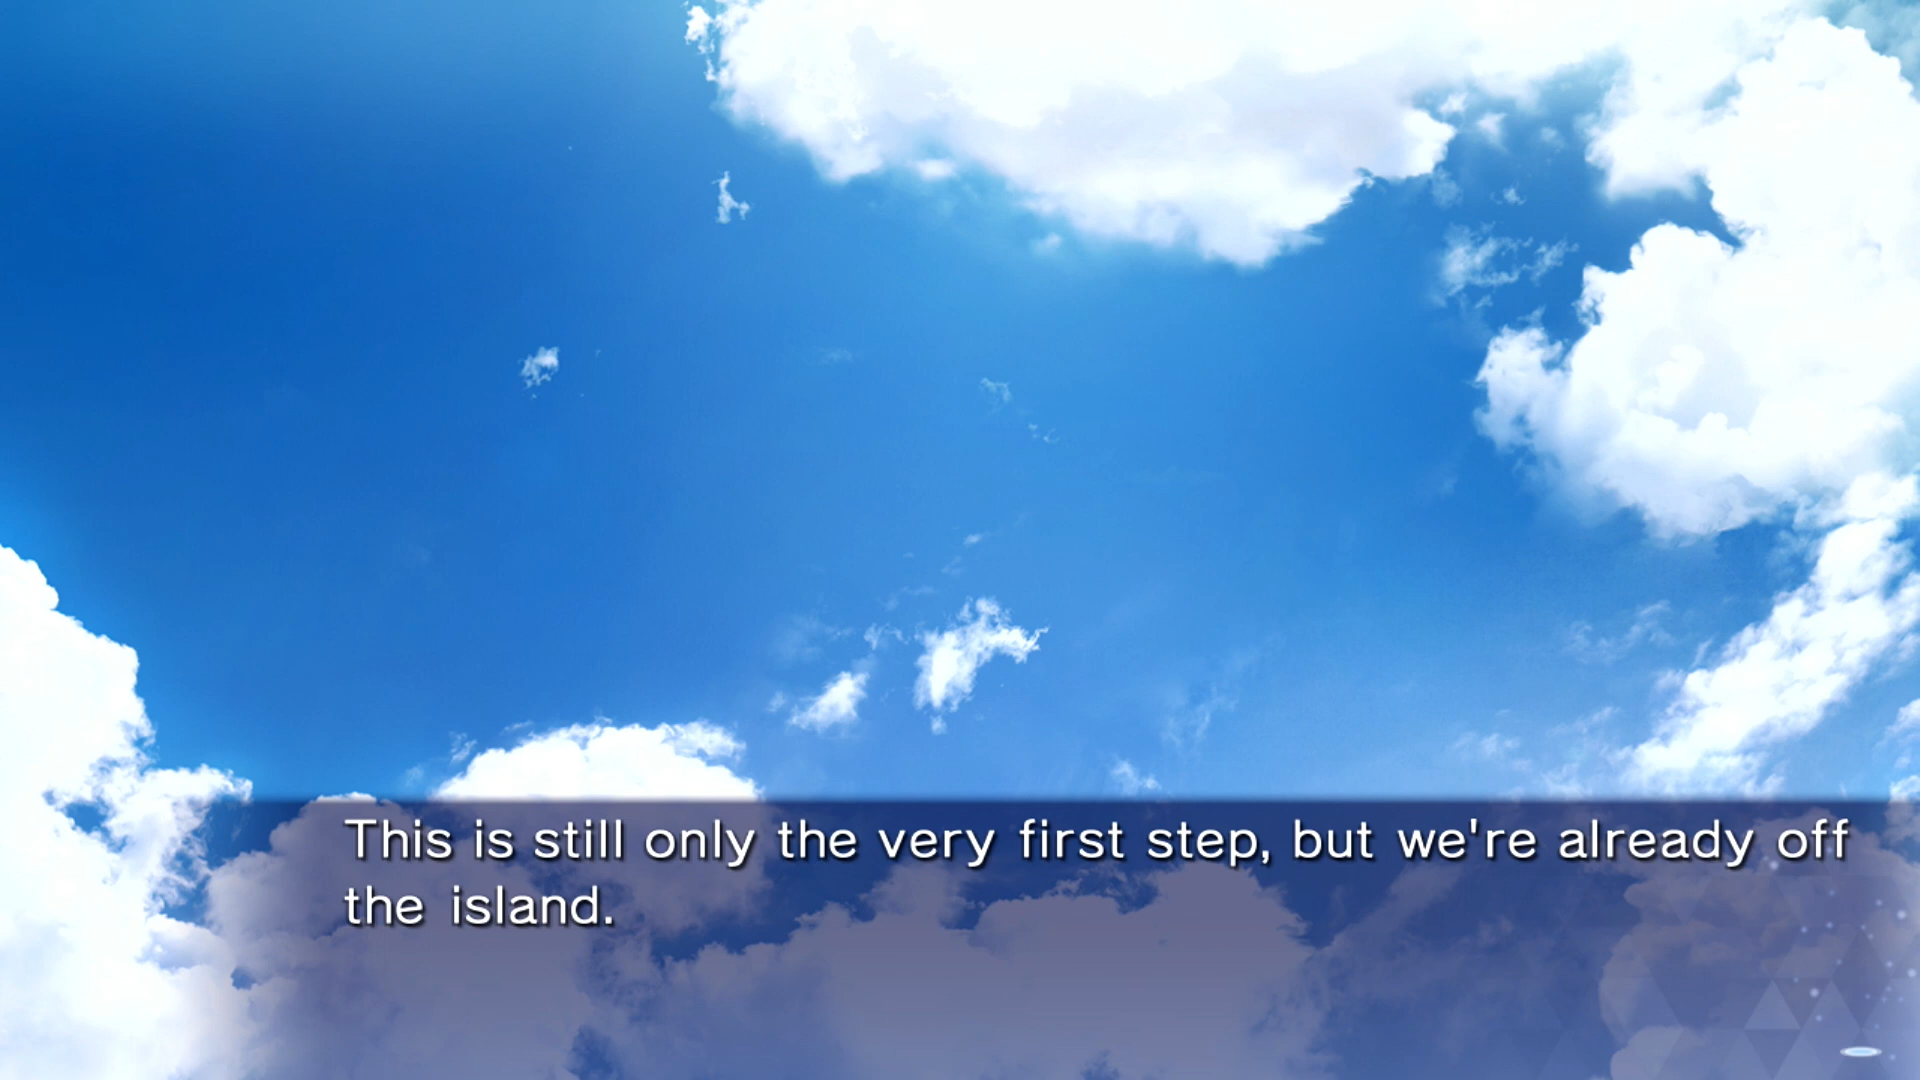 This is still only the very first step, but we're already off
the island.